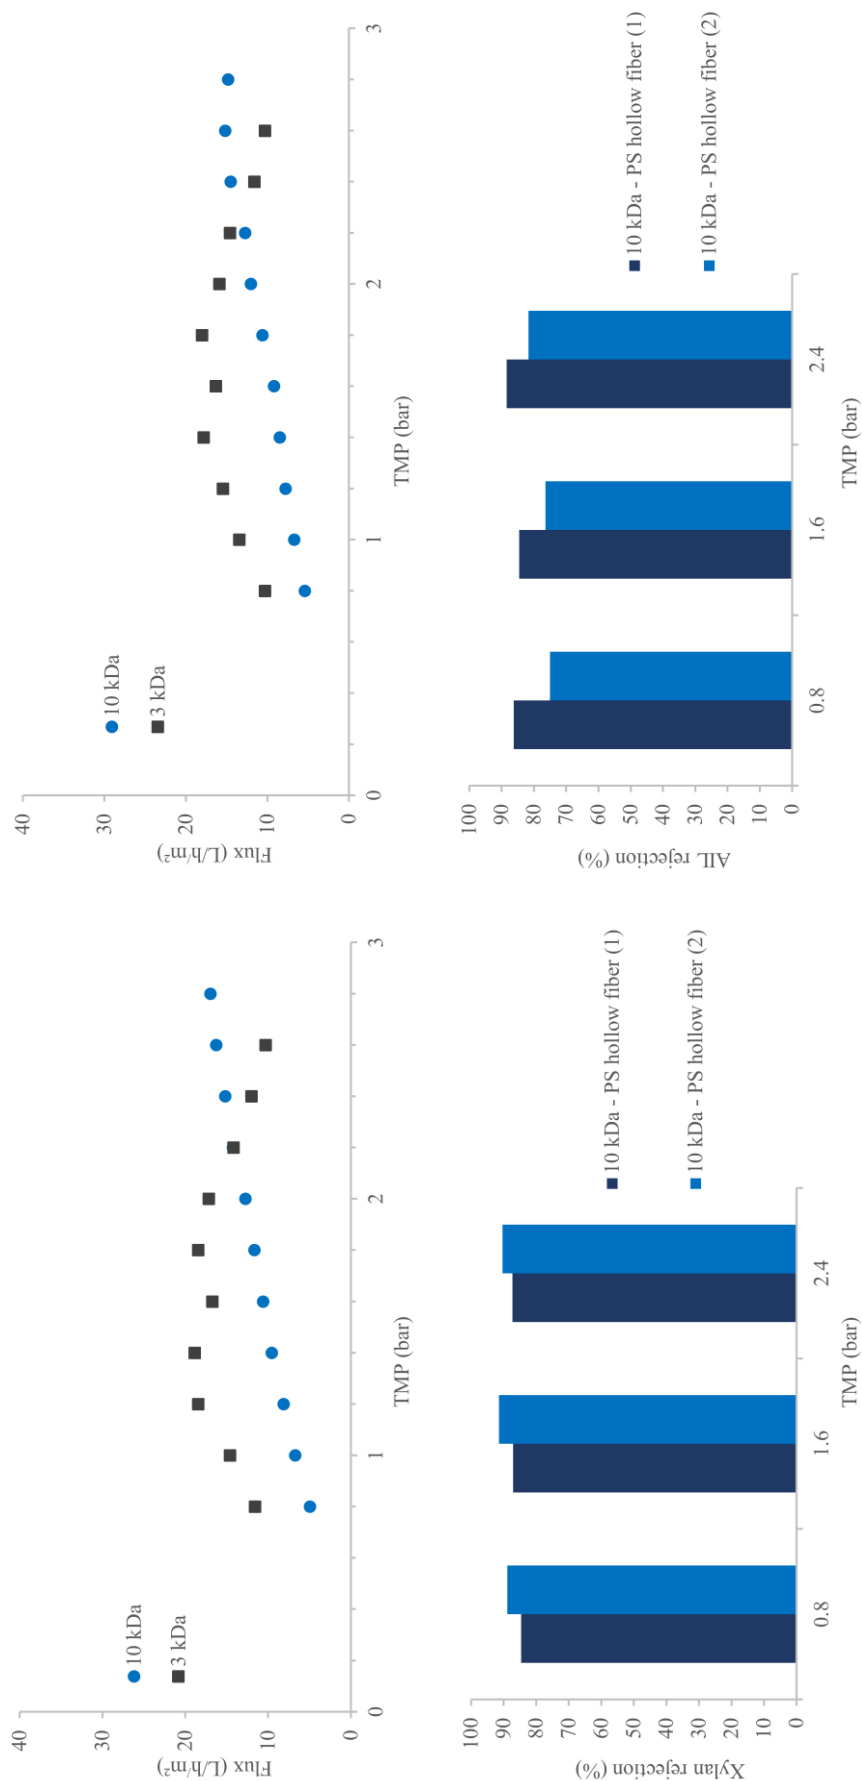 40
30
20
10
0
Flux (L/h/m²)
10 kDa
3 kDa
0
1
2
3
TMP (bar)
40
30
20
10
0
Flux (L/h/m²)
10 kDa
3 kDa
0
1
2
3
TMP (bar)
100
90
80
70
60
50
40
30
20
10
0
Xylan rejection (%)
0.8
1.6
2.4
TMP (bar)
10 kDa - PS hollow fiber (1)
10 kDa - PS hollow fiber (2)
100
90
80
70
60
50
40
30
20
10
0
AIL rejection (%)
0.8
1.6
2.4
TMP (bar)
10 kDa - PS hollow fiber (1)
10 kDa - PS hollow fiber (2)